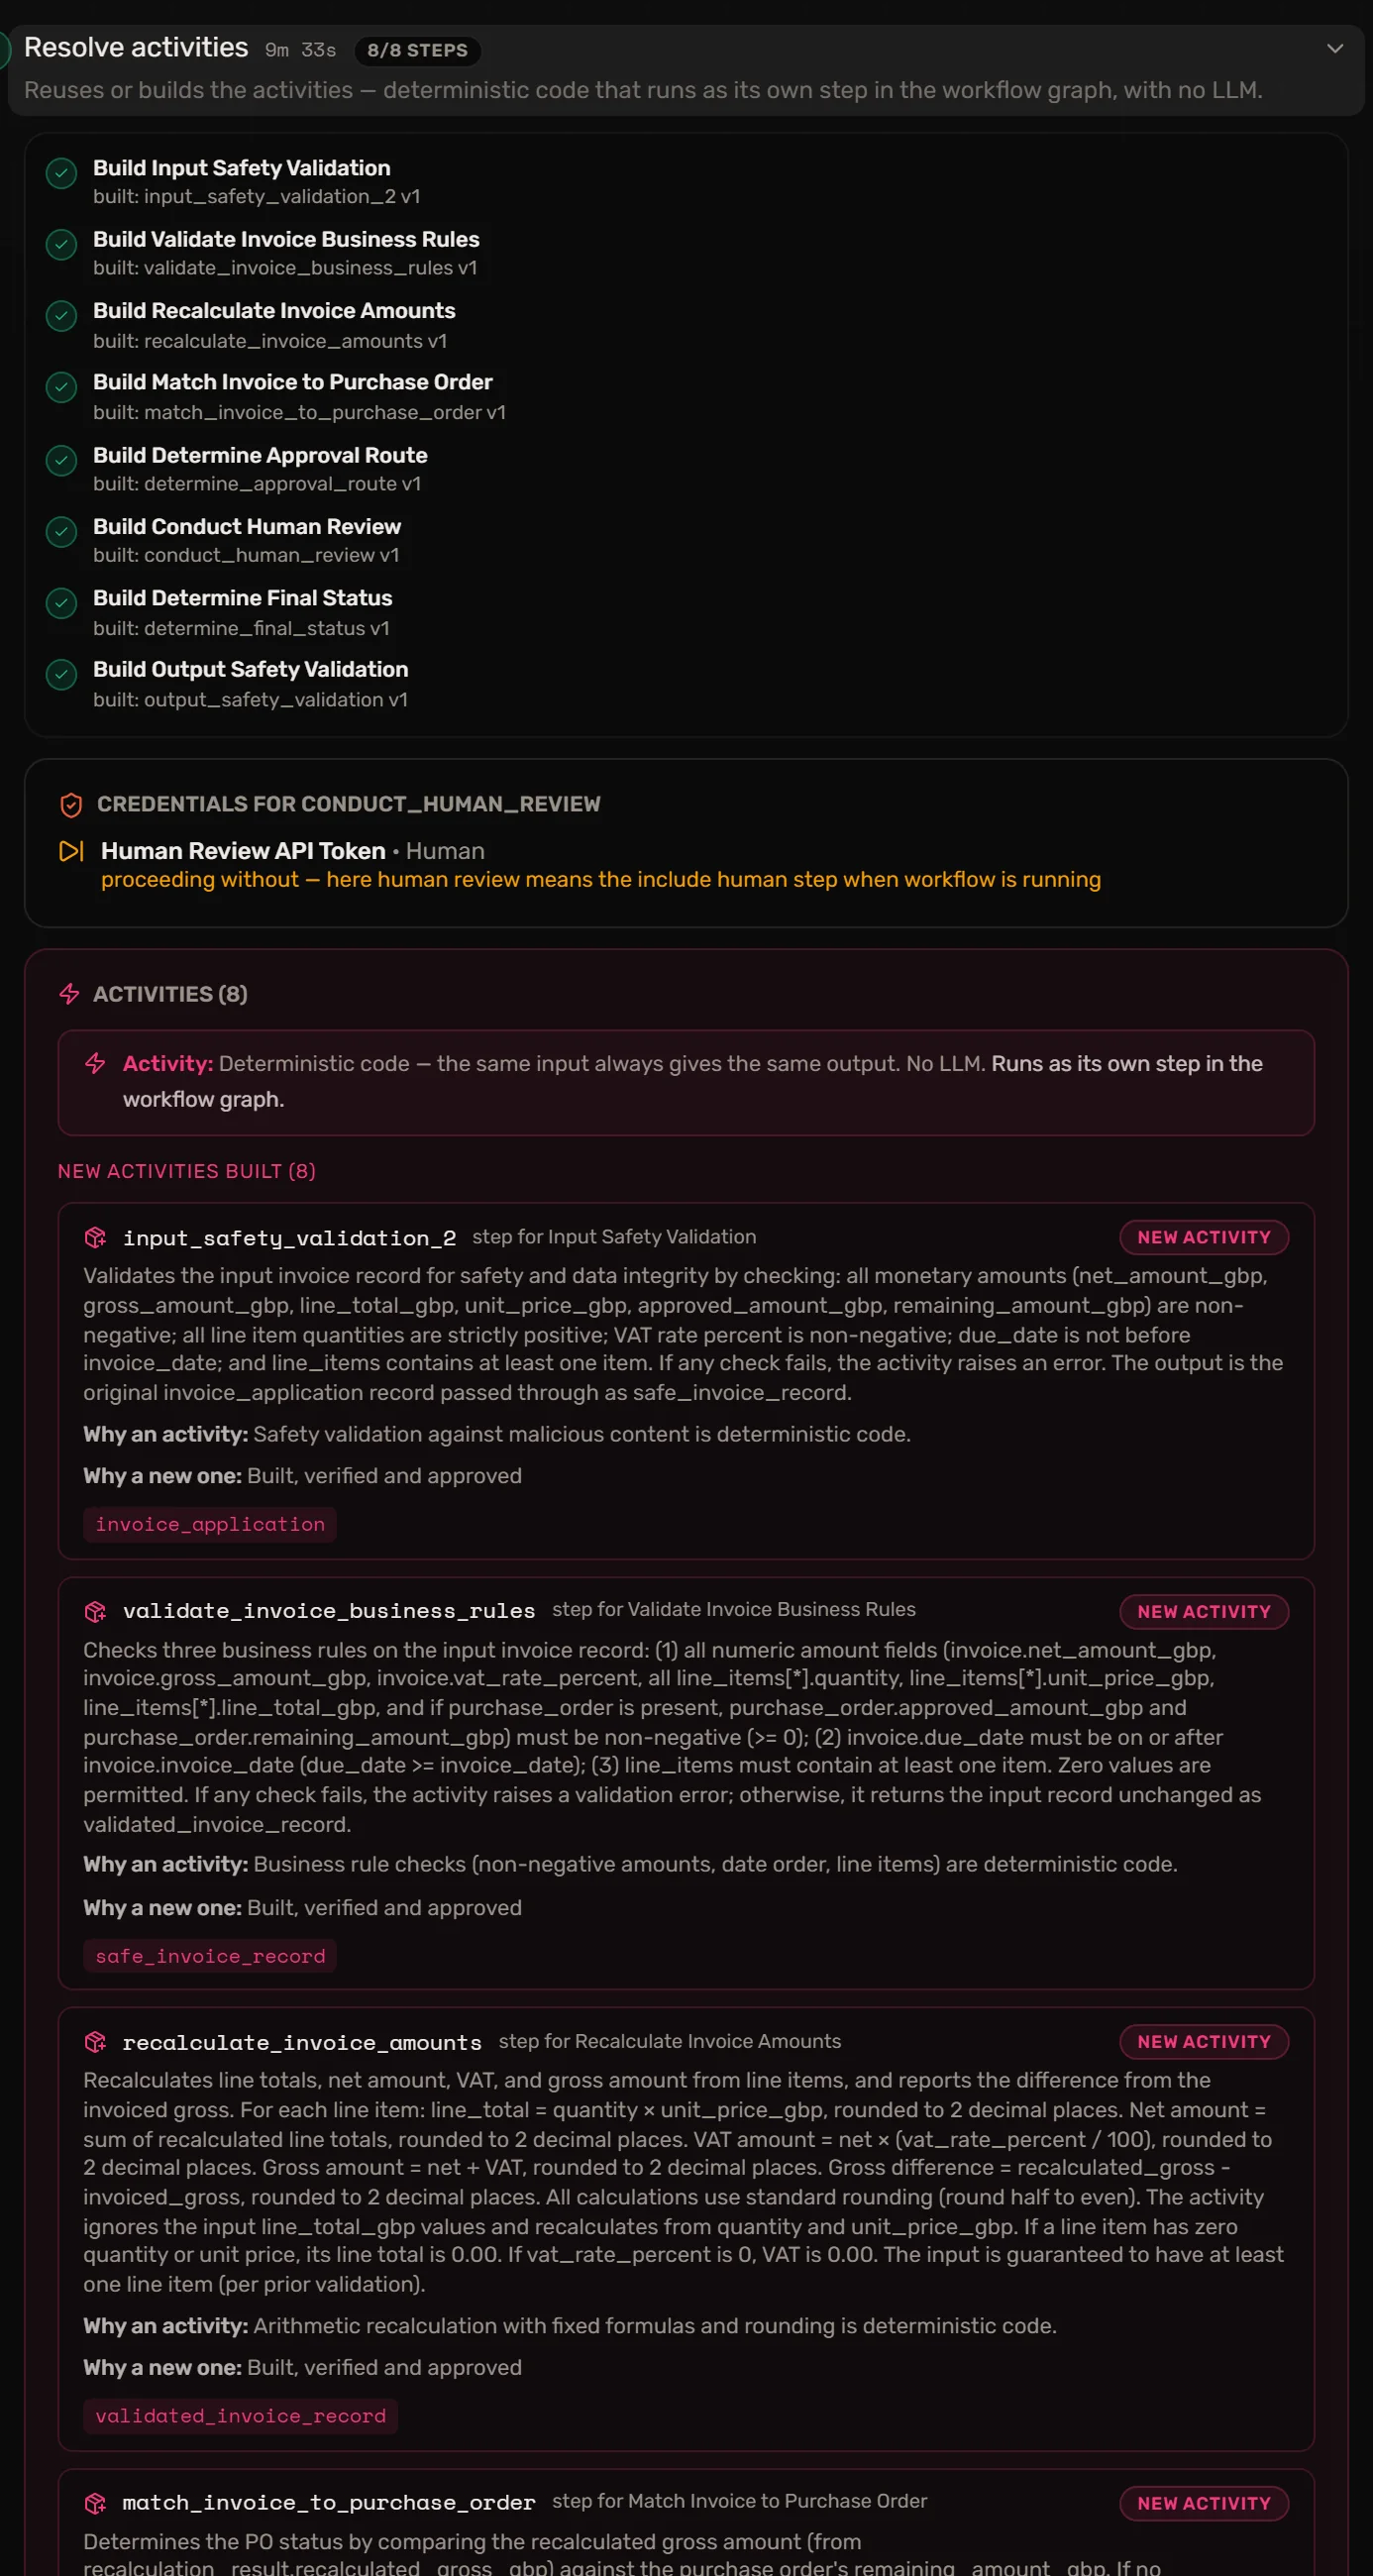 Resolve activities 9m 33s 8/8 STEPS
Reuses or builds the activities — deterministic code that runs as its own step in the workflow graph, with no LLM.
Build Input Safety Validation
built: input_safety_validation_2 v1
Build Validate Invoice Business Rules
built: validate_invoice_business_rules v1
Build Recalculate Invoice Amounts
built: recalculate_invoice_amounts v1
Build Match Invoice to Purchase Order
built: match_invoice_to_purchase_order v1
Build Determine Approval Route
built: determine_approval_route v1
Build Conduct Human Review
built: conduct_human_review v1
Build Determine Final Status
built: determine_final_status v1
Build Output Safety Validation
built: output_safety_validation v1
CREDENTIALS FOR CONDUCT_HUMAN_REVIEW
Human Review API Token • Human
proceeding without — here human review means the include human step when workflow is running
ACTIVITIES (8)
Activity: Deterministic code — the same input always gives the same output. No LLM. Runs as its own step in the
workflow graph.
NEW ACTIVITIES BUILT (8)
input_safety_validation_2 step for Input Safety Validation NEW ACTIVITY
Validates the input invoice record for safety and data integrity by checking: all monetary amounts (net_amount_gbp,
gross_amount_gbp, line_total_gbp, unit_price_gbp, approved_amount_gbp, remaining_amount_gbp) are non-
negative; all line item quantities are strictly positive; VAT rate percent is non-negative; due_date is not before
invoice_date; and line_items contains at least one item. If any check fails, the activity raises an error. The output is the
original invoice_application record passed through as safe_invoice_record.
Why an activity: Safety validation against malicious content is deterministic code.
Why a new one: Built, verified and approved
invoice_application
validate_invoice_business_rules step for Validate Invoice Business Rules NEW ACTIVITY
Checks three business rules on the input invoice record: (1) all numeric amount fields (invoice.net_amount_gbp,
invoice.gross_amount_gbp, invoice.vat_rate_percent, all line_items[*].quantity, line_items[*].unit_price_gbp,
line_items[*].line_total_gbp, and if purchase_order is present, purchase_order.approved_amount_gbp and
purchase_order.remaining_amount_gbp) must be non-negative (>= 0); (2) invoice.due_date must be on or after
invoice.invoice_date (due_date >= invoice_date); (3) line_items must contain at least one item. Zero values are
permitted. If any check fails, the activity raises a validation error; otherwise, it returns the input record unchanged as
validated_invoice_record.
Why an activity: Business rule checks (non-negative amounts, date order, line items) are deterministic code.
Why a new one: Built, verified and approved
safe_invoice_record
recalculate_invoice_amounts step for Recalculate Invoice Amounts NEW ACTIVITY
Recalculates line totals, net amount, VAT, and gross amount from line items, and reports the difference from the
invoiced gross. For each line item: line_total = quantity × unit_price_gbp, rounded to 2 decimal places. Net amount =
sum of recalculated line totals, rounded to 2 decimal places. VAT amount = net × (vat_rate_percent / 100), rounded to
2 decimal places. Gross amount = net + VAT, rounded to 2 decimal places. Gross difference = recalculated_gross -
invoiced_gross, rounded to 2 decimal places. All calculations use standard rounding (round half to even). The activity
ignores the input line_total_gbp values and recalculates from quantity and unit_price_gbp. If a line item has zero
quantity or unit price, its line total is 0.00. If vat_rate_percent is 0, VAT is 0.00. The input is guaranteed to have at least
one line item (per prior validation).
Why an activity: Arithmetic recalculation with fixed formulas and rounding is deterministic code.
Why a new one: Built, verified and approved
validated_invoice_record
match_invoice_to_purchase_order step for Match Invoice to Purchase Order NEW ACTIVITY
Determines the PO status by comparing the recalculated gross amount (from
recalculation_result.recalculated_gross_gbp) against the purchase order's remaining_amount_gbp. If no